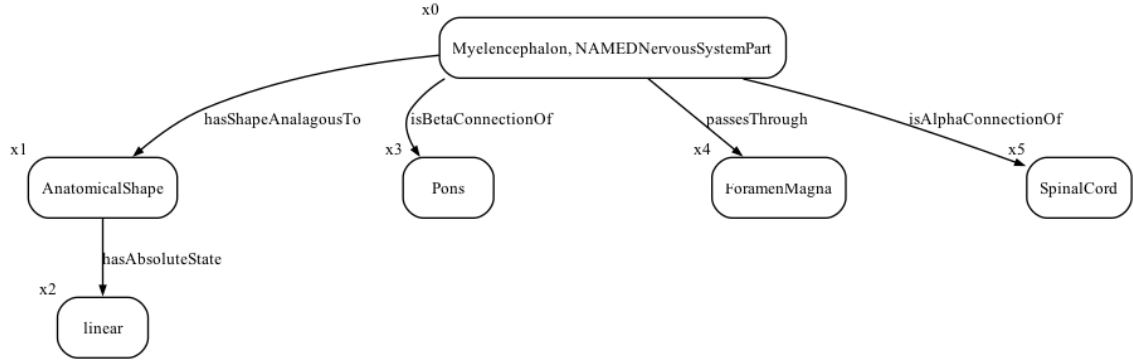 x0
Myelencephalon, NAMEDNervousSystemPart
hasShapeAnalagousTo
isBetaConnectionOf
passesThrough
isAlphaConnectionOf
x1
AnatomicalShape
x3
Pons
x4
ForamenMagna
x5
SpinalCord
hasAbsoluteState
x2
linear